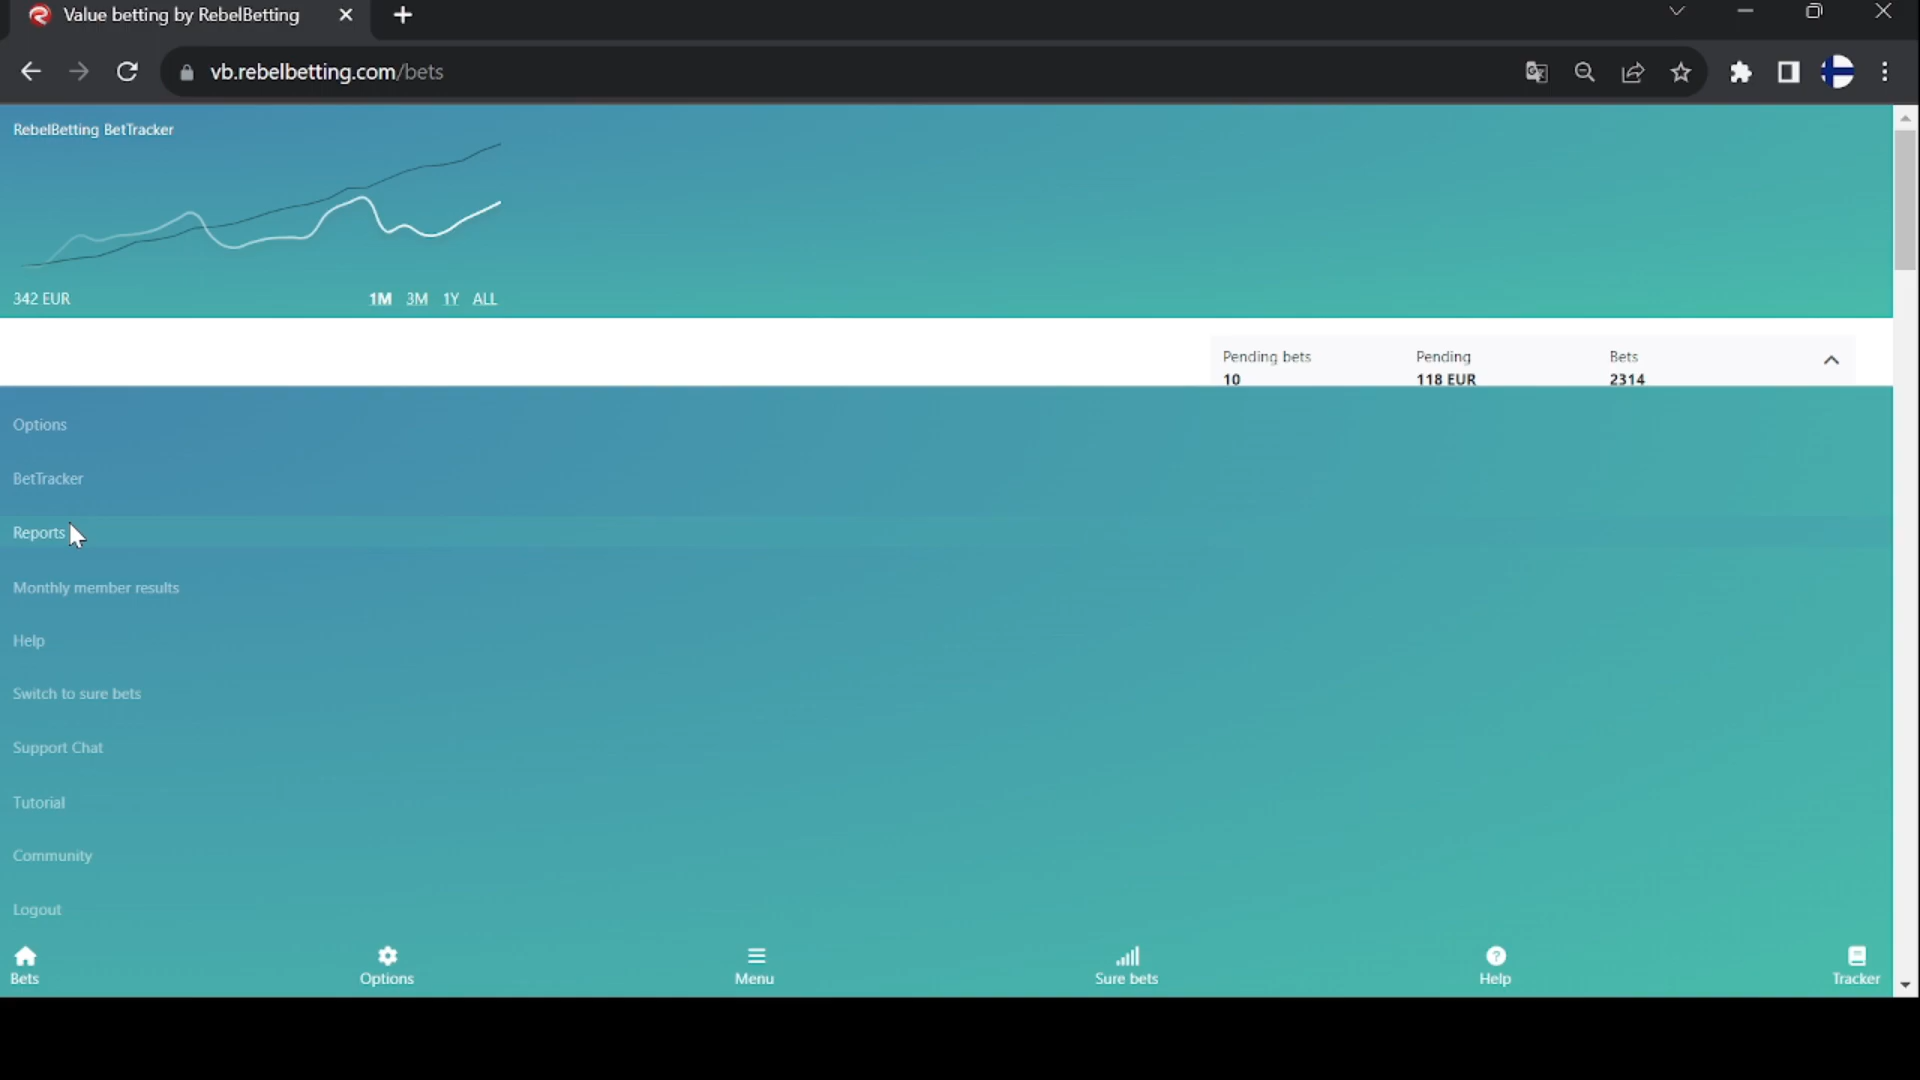 Value betting by RebelBetting
vb.rebelbetting.com/bets
RebelBetting BetTracker
342 EUR
1M 3M 1Y ALL
Pending bets Pending Bets
10 118 EUR 2314
Options
BetTracker
Reports
Monthly member results
Help
Switch to sure bets
Support Chat
Tutorial
Community
Logout
Bets Options Menu Sure bets Help Tracker